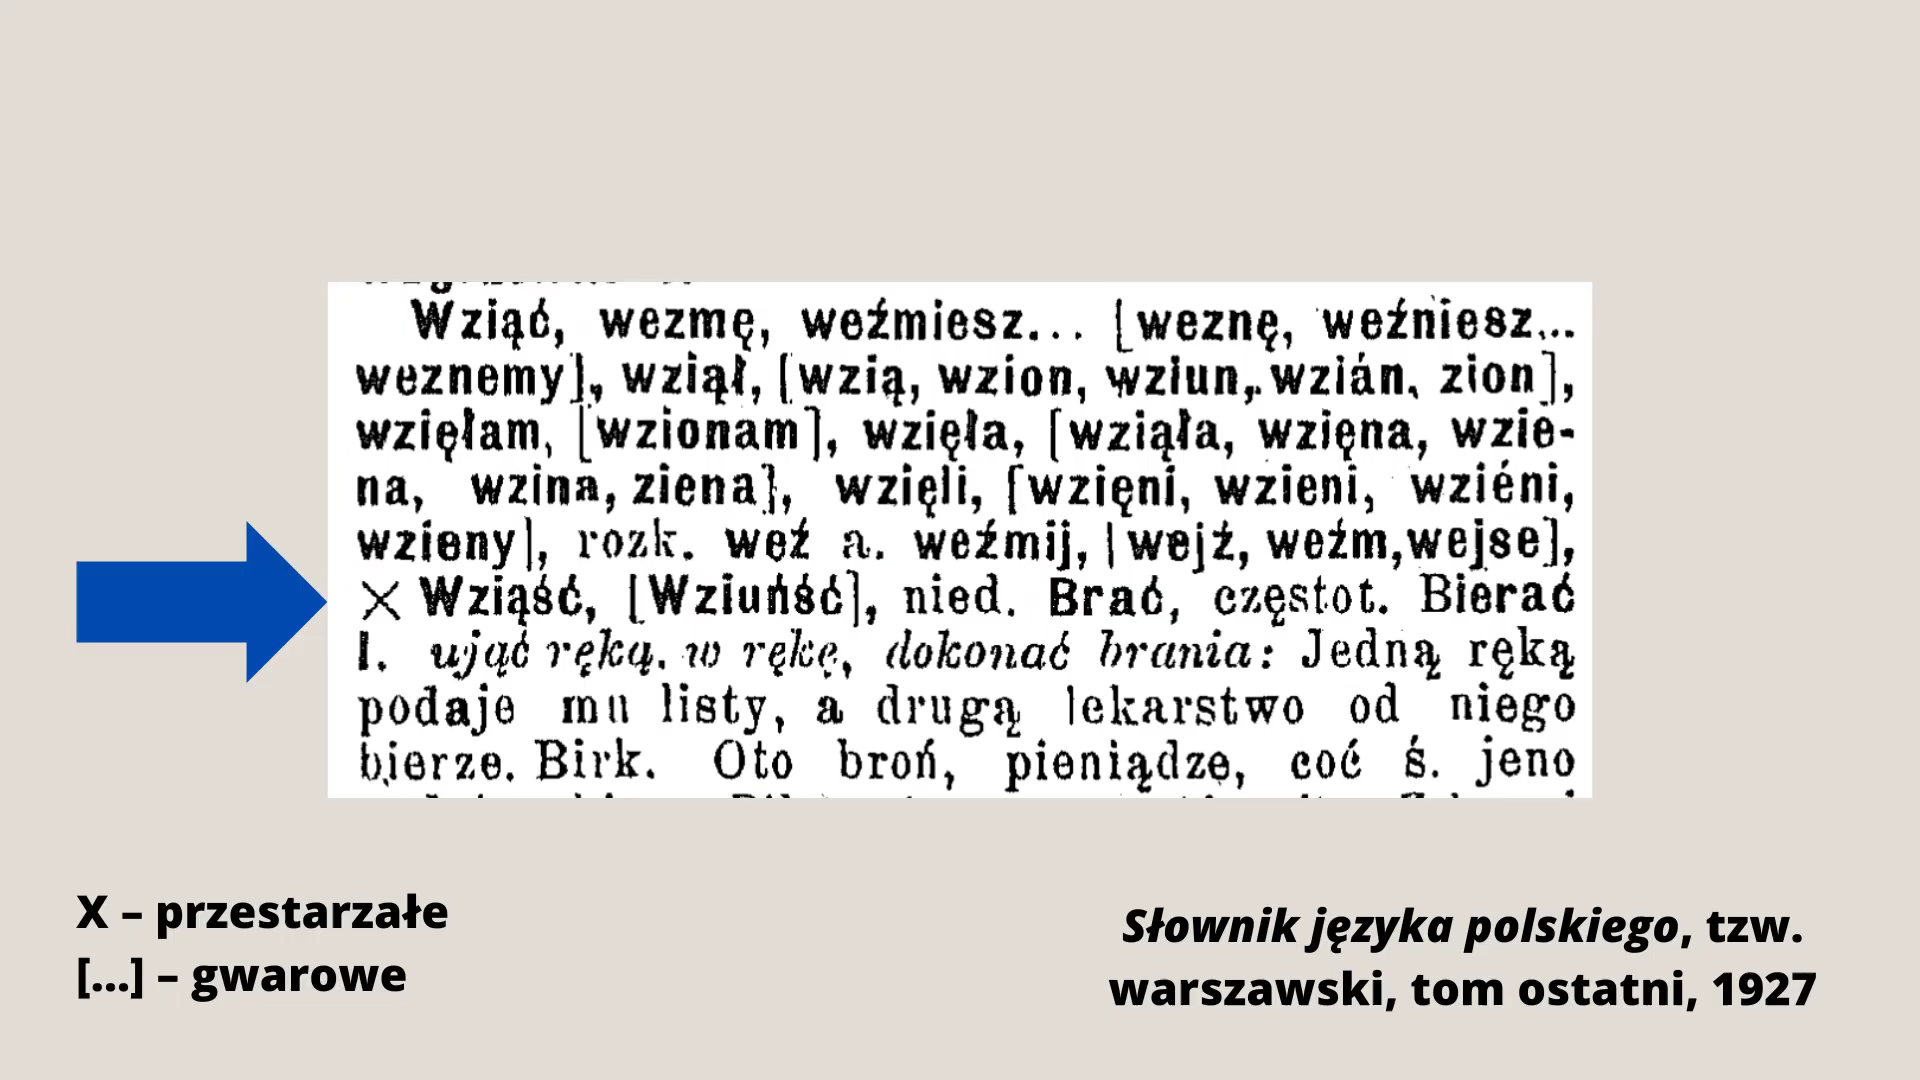 Wziąć, wezmę, weźmiesz... [weznę, weźniesz...
weznemy], wziął, [wzią, wzion, wziun, wzián, zion],
wzięłam, [wzionam], wzięła, [wziąła, wzięna, wzie-
na, wzina, ziena], wzięli, [wzięni, wzieni, wziéni,
wzieny], rozk. weź a. weźmij, [wejź, weźm, wejse],
X Wziąść, [Wziuńść], nied. Brać, częstot. Bierać
I. ująć ręką, w rękę, dokonać brania: Jedną ręką
podaje mu listy, a drugą lekarstwo od niego
bierze. Birk. Oto broń, pieniądze, coć ś. jeno
X – przestarzałe
[...] – gwarowe
Słownik języka polskiego, tzw.
warszawski, tom ostatni, 1927